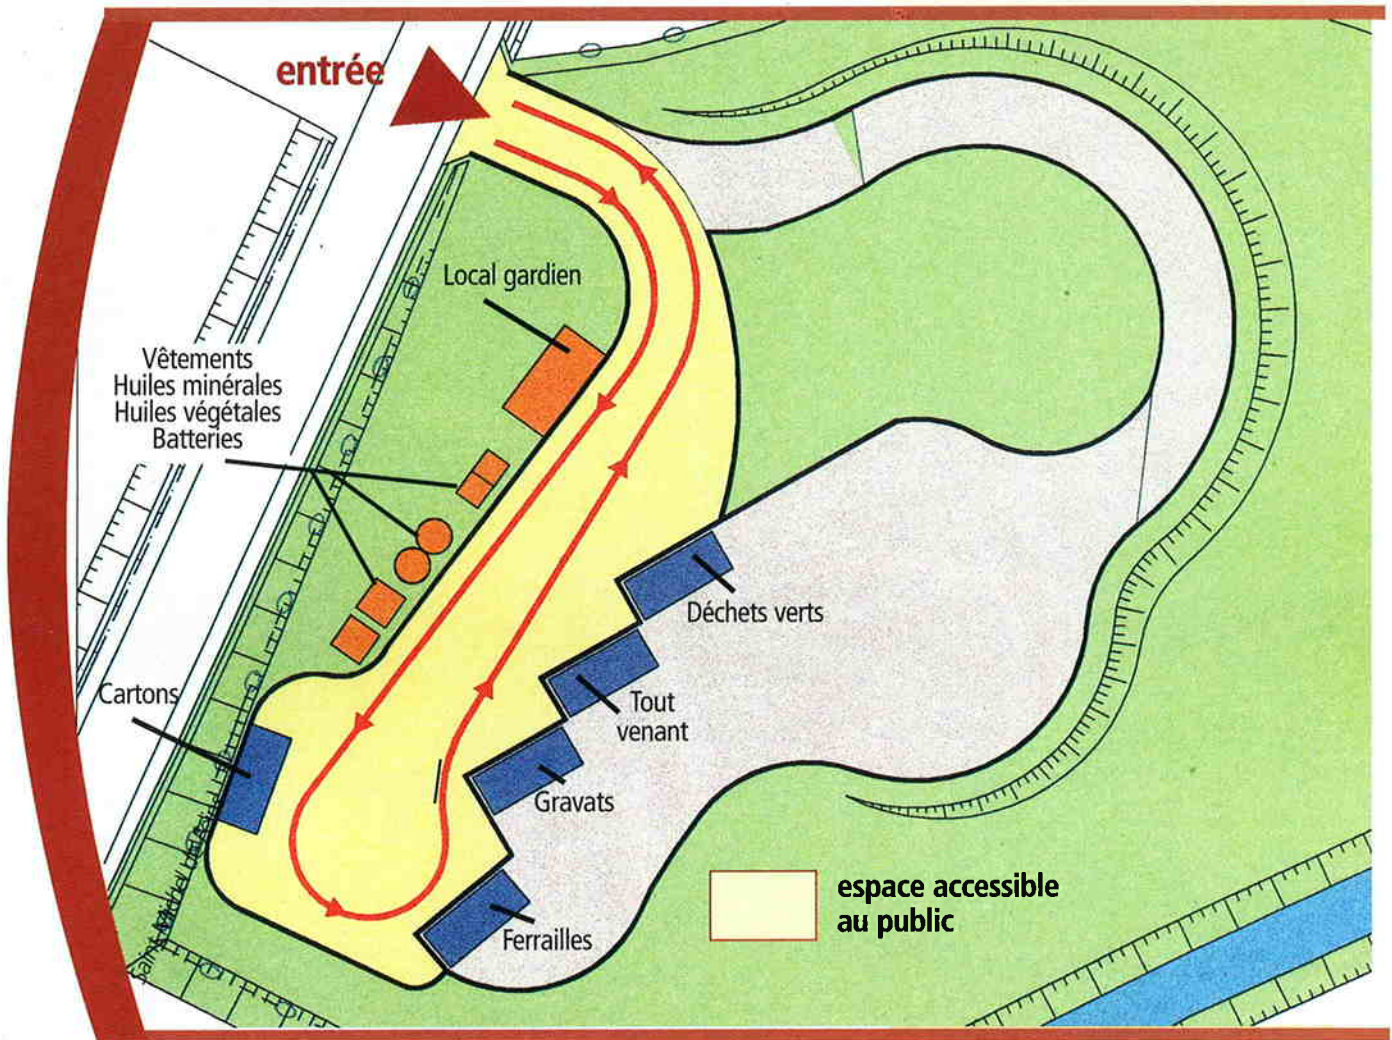 entrée
Local gardien
Vêtements
Huiles minérales
Huiles végétales
Batteries
Cartons
Déchets verts
Tout
venant
Gravats
Ferrailles
espace accessible
au public